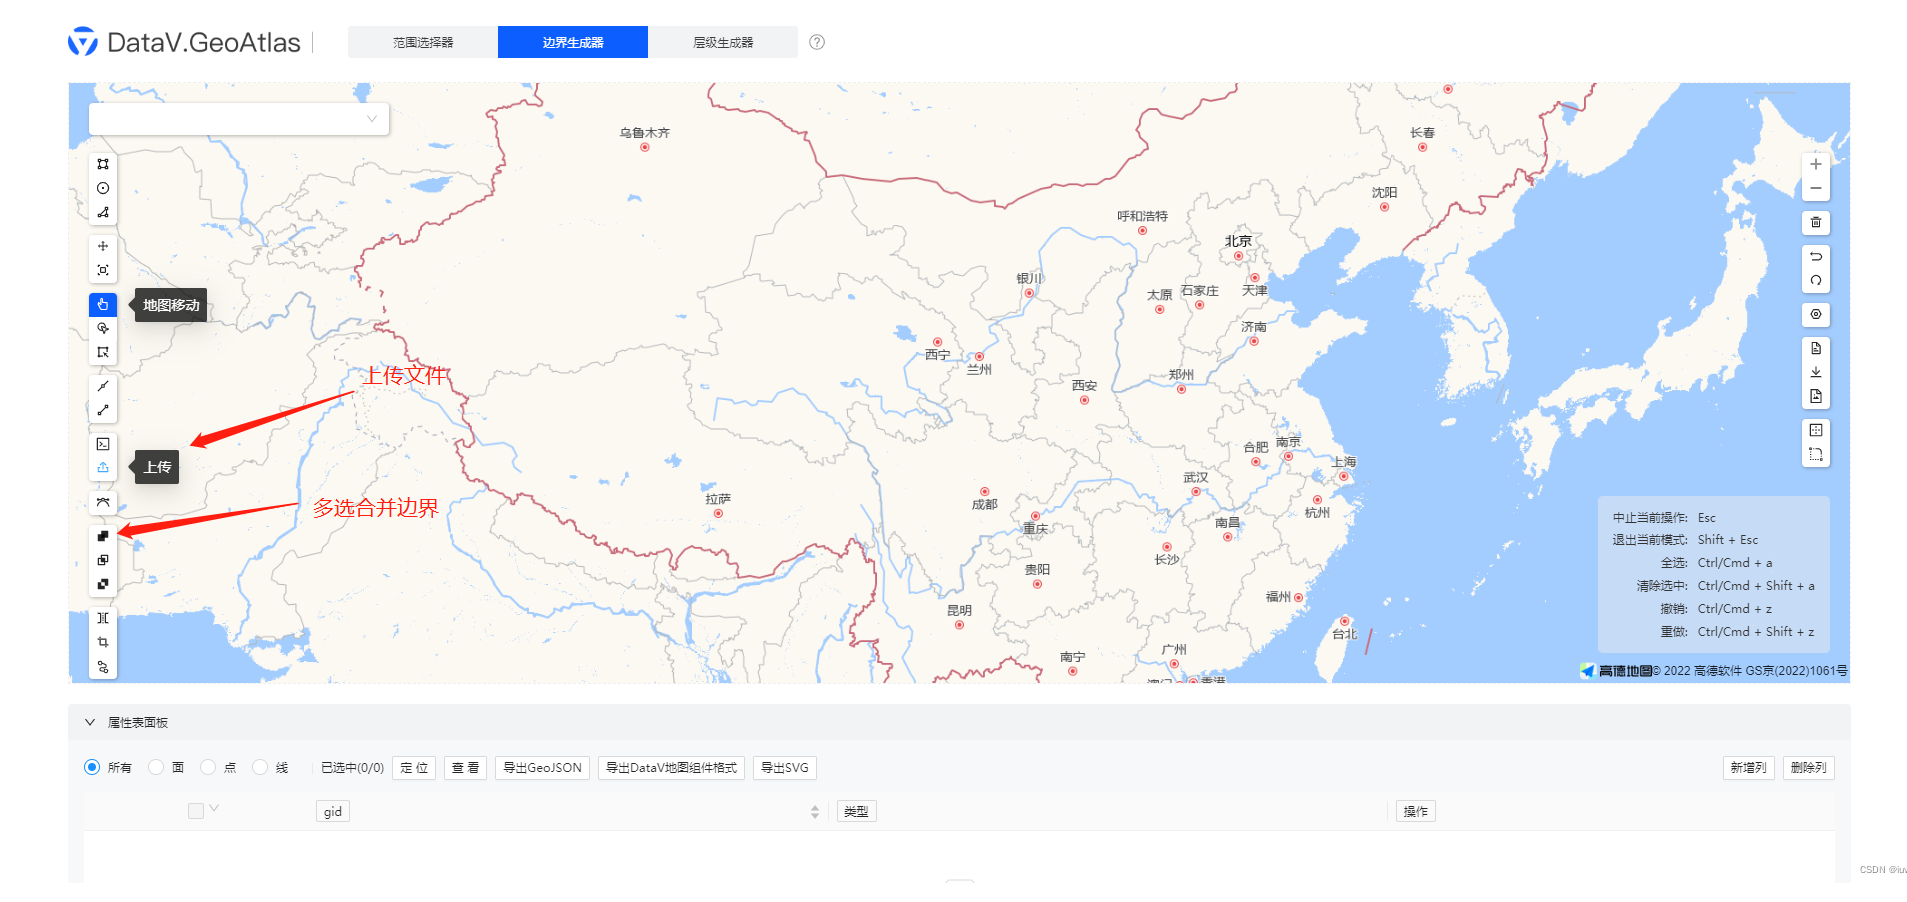 DataV.GeoAtlas
范围选择器
边界生成器
层级生成器
乌鲁木齐
长春
沈阳
呼和浩特
北京
银川
天津
太原
石家庄
地图移动
济南
西宁
兰州
上传文件
郑州
西安
合肥
南京
上海
上传
武汉
拉萨
成都
杭州
多选合并边界
重庆
南昌
长沙
贵阳
福州
昆明
台北
广州
南宁
澳门
香港
中止当前操作: Esc
退出当前模式: Shift + Esc
全选: Ctrl/Cmd + a
清除选中: Ctrl/Cmd + Shift + a
撤销: Ctrl/Cmd + z
重做: Ctrl/Cmd + Shift + z
高德地图© 2022 高德软件 GS京(2022)1061号
属性表面板
所有 面 点 线 已选中(0/0) 定 位 查 看 导出GeoJSON 导出DataV地图组件格式 导出SVG 新增列 删除列
gid 类型 操作
CSDN @iuv